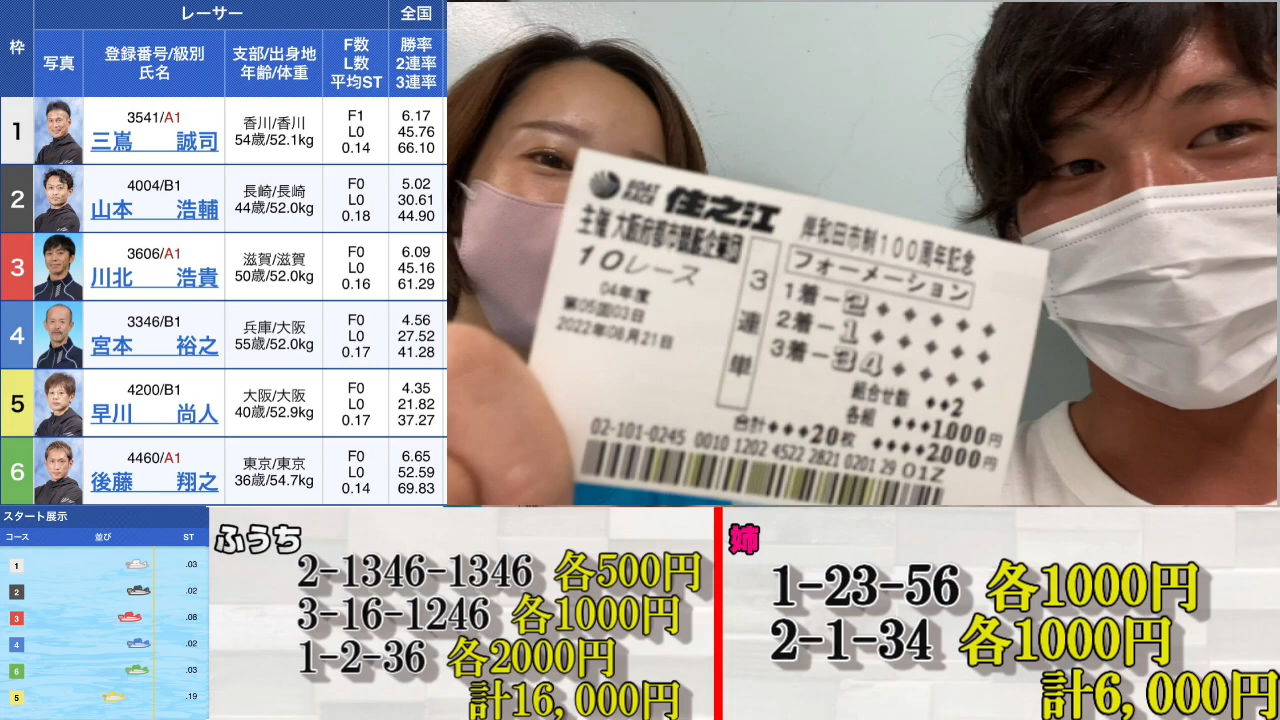 レーサー
全国
枠
写真
登録番号/級別
氏名
支部/出身地
年齢/体重
F数
L数
平均ST
勝率
2連率
3連率
1
3541/A1
三嶌 誠司
香川/香川
54歳/52.1kg
F1
L0
0.14
6.17
45.76
66.10
2
4004/B1
山本 浩輔
長崎/長崎
44歳/52.0kg
F0
L0
0.18
5.02
30.61
44.90
3
3606/A1
川北 浩貴
滋賀/滋賀
50歳/52.0kg
F0
L0
0.16
6.09
45.16
61.29
4
3346/B1
宮本 裕之
兵庫/大阪
55歳/52.0kg
F0
L0
0.17
4.56
27.52
41.28
5
4200/B1
早川 尚人
大阪/大阪
40歳/52.9kg
F0
L0
0.17
4.35
21.82
37.27
6
4460/A1
後藤 翔之
東京/東京
36歳/54.7kg
F0
L0
0.14
6.65
52.59
69.83
BOAT RACE 住之江
岸和田市制100周年記念
主催 大阪府都市競艇企業団
10レース
04年度
第05回03日
2022年08月21日
3連単
フォーメーション
1着-2
2着-1
3着-34
組合せ数 2
各組 1000円
合計 20枚 2000円
02-101-0245 0010 1202 4522 2821 0201 29 01Z
スタート展示
コース 並び ST
1 .03
2 .02
3 .08
4 .02
6 .03
5 .19
ふうち
2-1346-1346 各500円
3-16-1246 各1000円
1-2-36 各2000円
計16,000円
姉
1-23-56 各1000円
2-1-34 各1000円
計6,000円